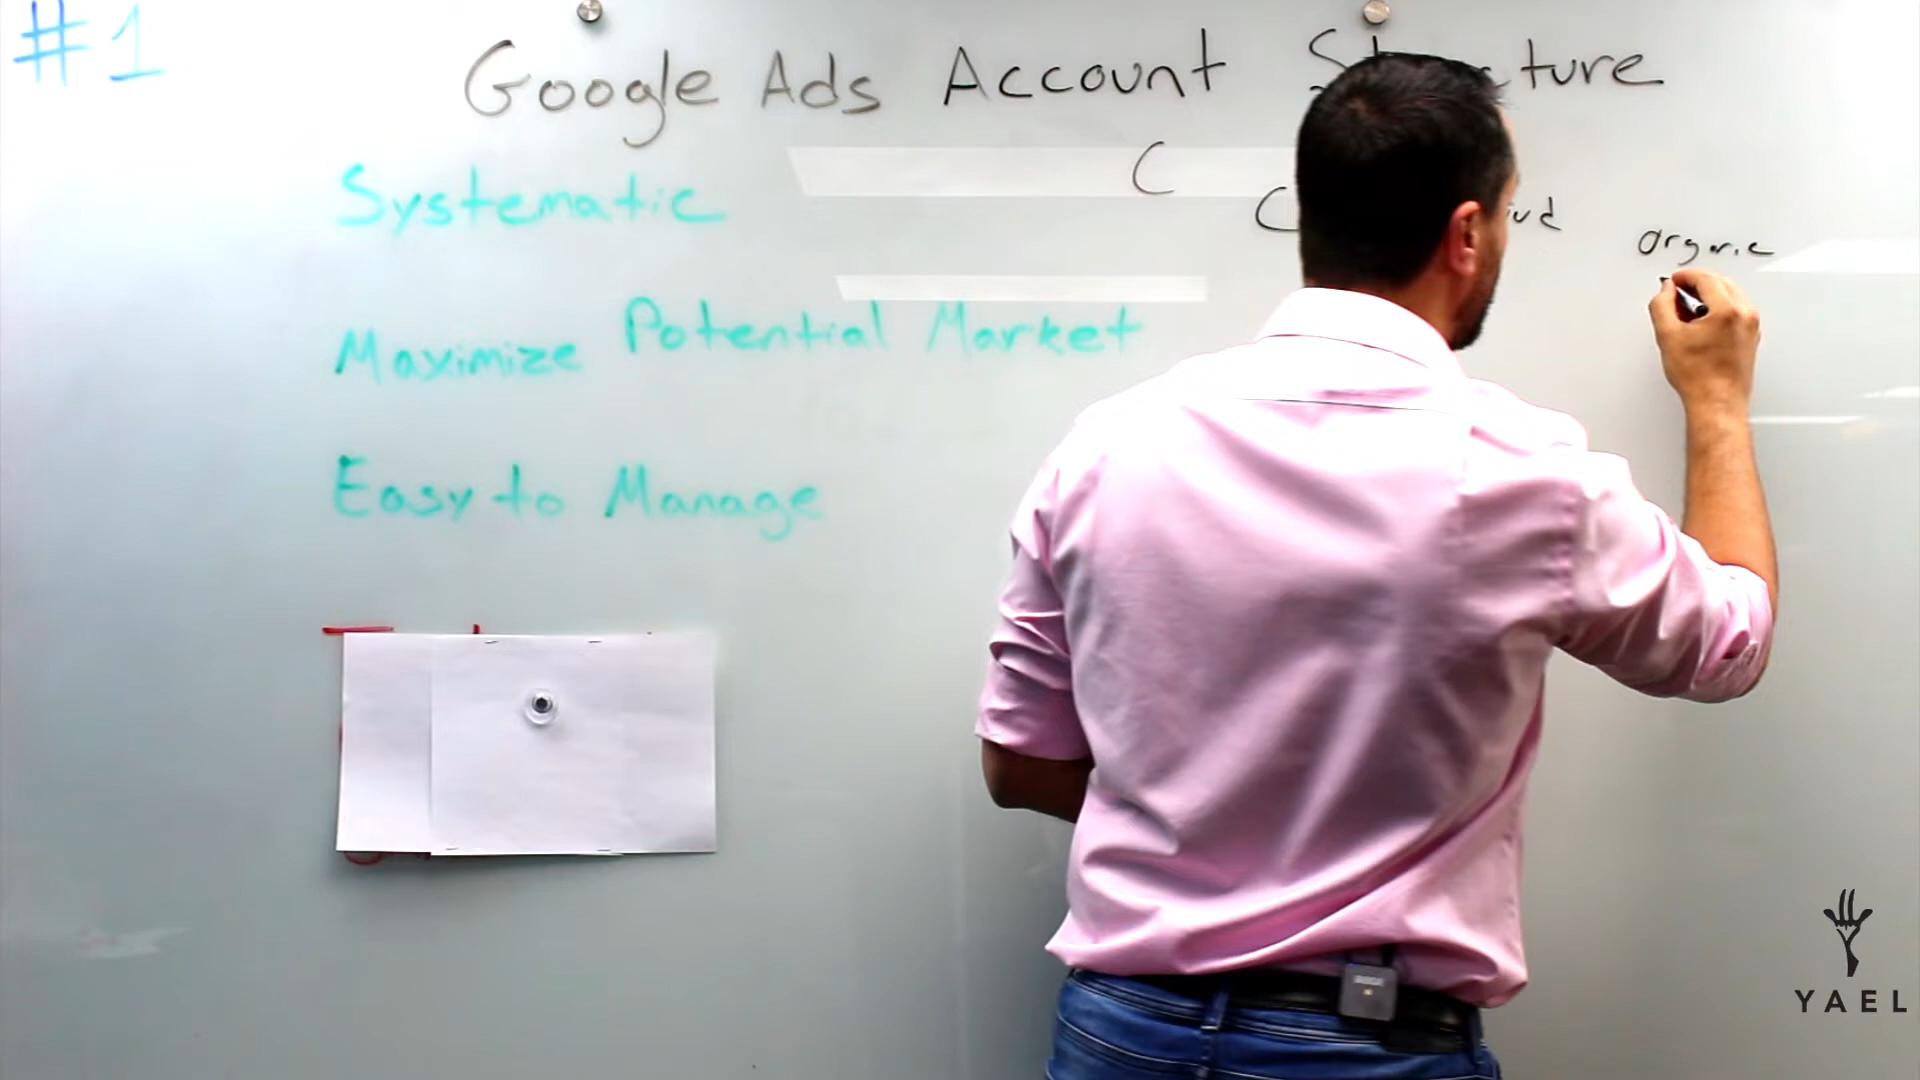 #1
Google Ads Account
C
Systematic
Organic
Maximize Potential Market
Easy to Manage
YAEL